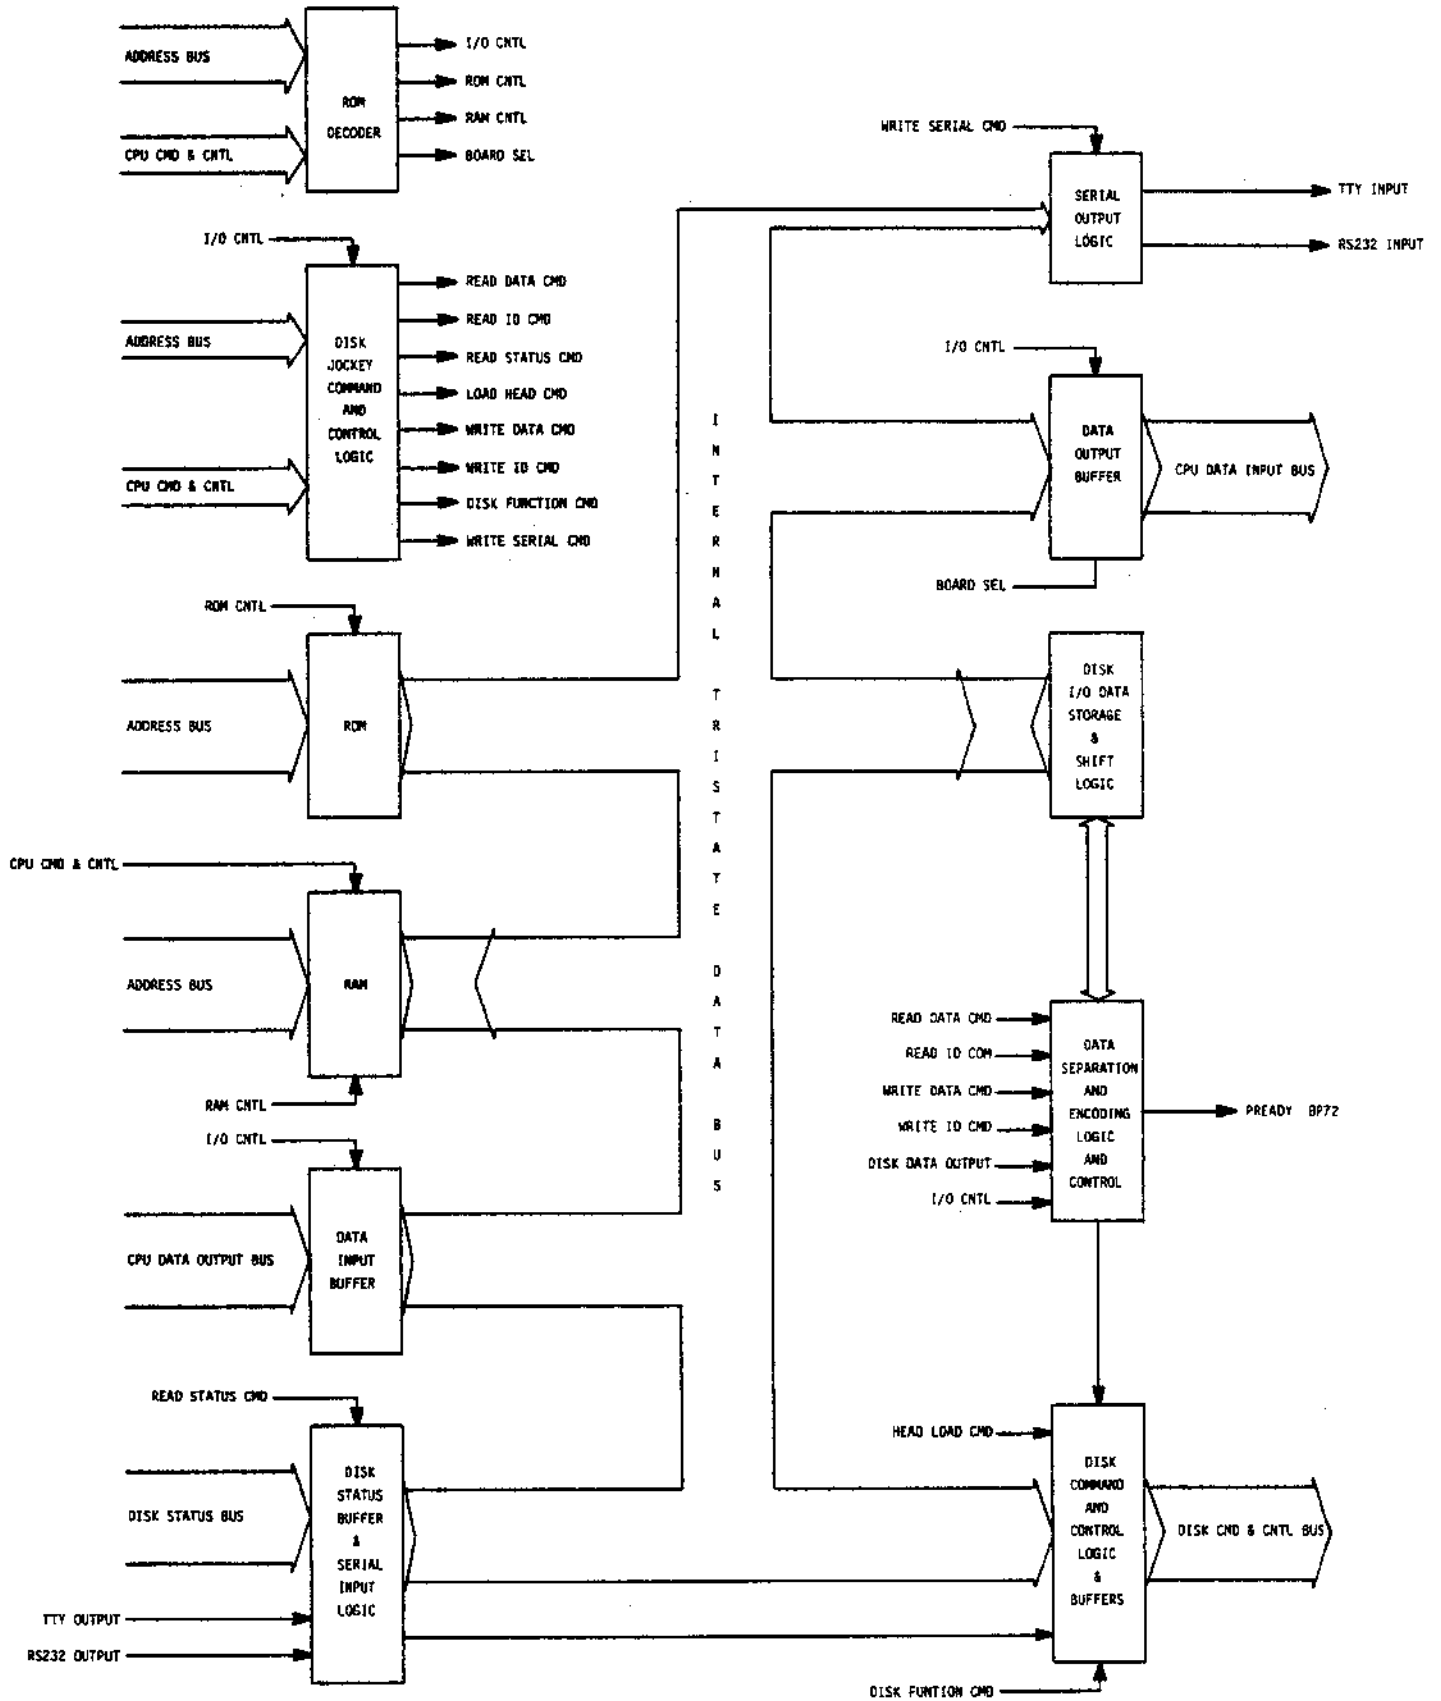 ADDRESS BUS
CPU CMD & CNTL
ROM
DECODER
I/O CNTL
ROM CNTL
RAM CNTL
BOARD SEL
I/O CNTL
ADDRESS BUS
CPU CMD & CNTL
DISK
JOCKEY
COMMAND
AND
CONTROL
LOGIC
READ DATA CMD
READ ID CMD
READ STATUS CMD
LOAD HEAD CMD
WRITE DATA CMD
WRITE ID CMD
DISK FUNCTION CMD
WRITE SERIAL CMD
ROM CNTL
ADDRESS BUS
ROM
CPU CMD & CNTL
ADDRESS BUS
RAM
RAM CNTL
I/O CNTL
CPU DATA OUTPUT BUS
DATA
INPUT
BUFFER
READ STATUS CMD
DISK STATUS BUS
DISK
STATUS
BUFFER
&
SERIAL
INPUT
LOGIC
TTY OUTPUT
RS232 OUTPUT
INTERNAL TRISTATE DATA BUS
WRITE SERIAL CMD
SERIAL
OUTPUT
LOGIC
TTY INPUT
RS232 INPUT
I/O CNTL
DATA
OUTPUT
BUFFER
CPU DATA INPUT BUS
BOARD SEL
DISK
I/O DATA
STORAGE
&
SHIFT
LOGIC
READ DATA CMD
READ ID COM
WRITE DATA CMD
WRITE ID CMD
DISK DATA OUTPUT
I/O CNTL
DATA
SEPARATION
AND
ENCODING
LOGIC
AND
CONTROL
PREADY BP72
HEAD LOAD CMD
DISK
COMMAND
AND
CONTROL
LOGIC
&
BUFFERS
DISK CMD & CNTL BUS
DISK FUNTION CMD